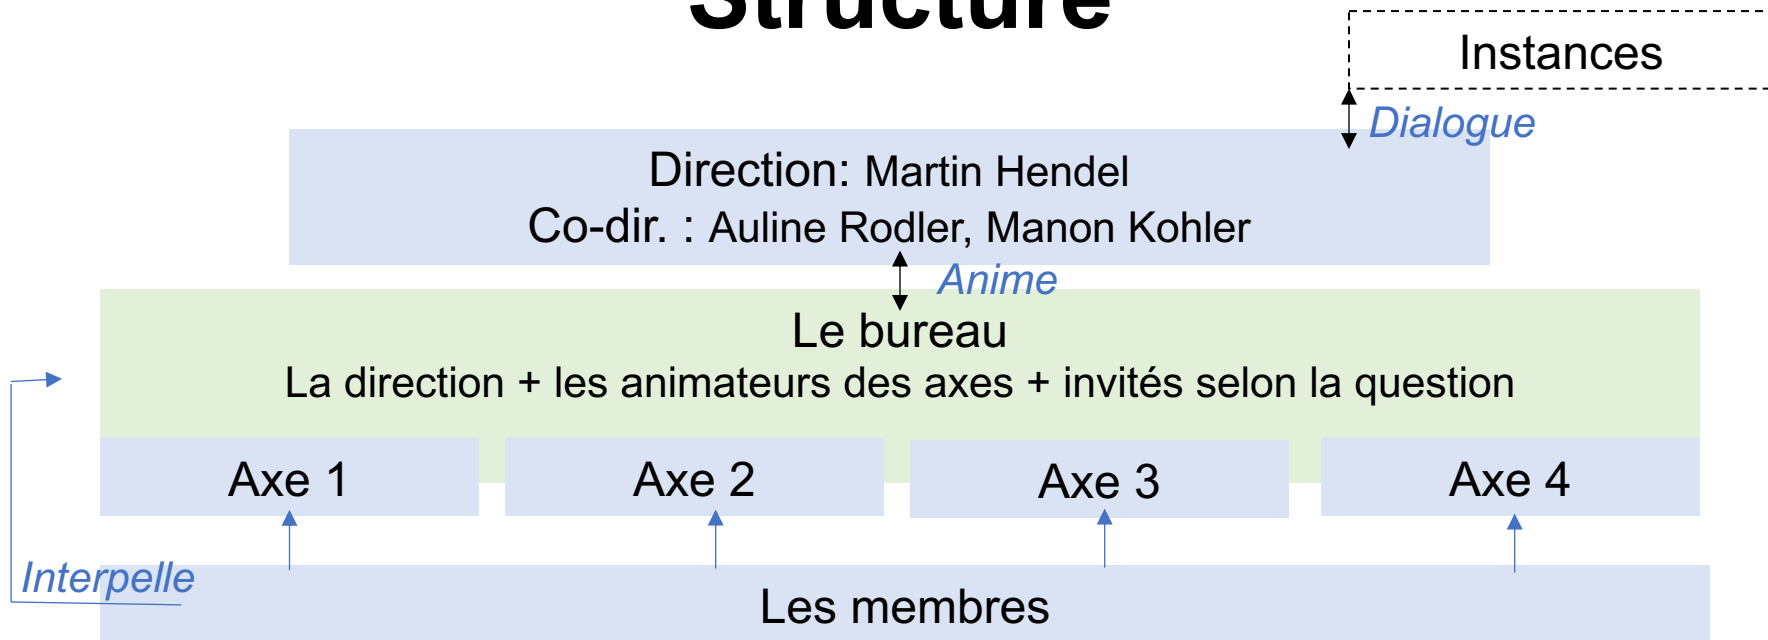 Structure
Instances
Dialogue
Direction: Martin Hendel
Co-dir. : Auline Rodler, Manon Kohler
Anime
Le bureau
La direction + les animateurs des axes + invités selon la question
Axe 1
Axe 2
Axe 3
Axe 4
Interpelle
Les membres